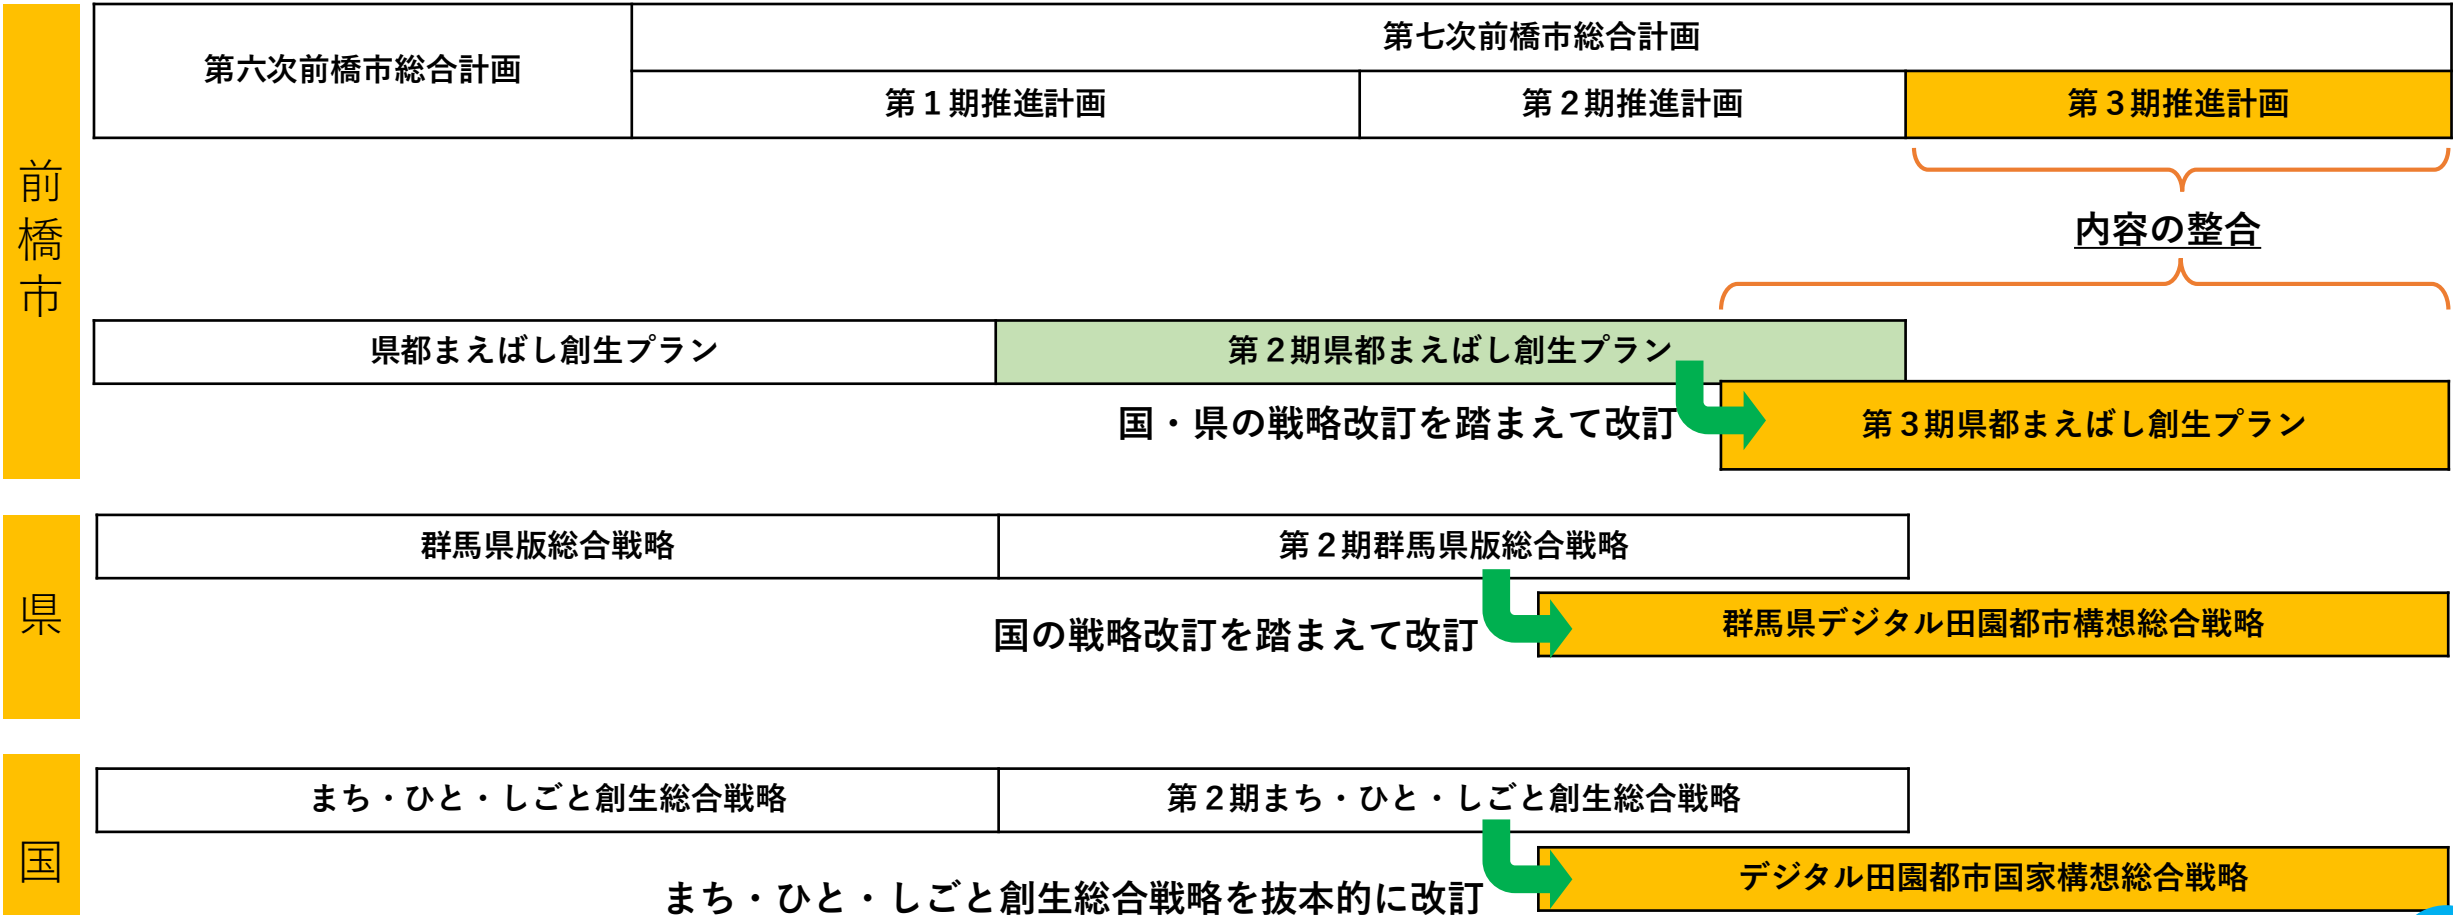 前橋市
第六次前橋市総合計画
第七次前橋市総合計画
第１期推進計画
第２期推進計画
第３期推進計画
内容の整合
県都まえばし創生プラン
第２期県都まえばし創生プラン
国・県の戦略改訂を踏まえて改訂
第３期県都まえばし創生プラン
県
群馬県版総合戦略
第２期群馬県版総合戦略
国の戦略改訂を踏まえて改訂
群馬県デジタル田園都市構想総合戦略
国
まち・ひと・しごと創生総合戦略
第２期まち・ひと・しごと創生総合戦略
まち・ひと・しごと創生総合戦略を抜本的に改訂
デジタル田園都市国家構想総合戦略